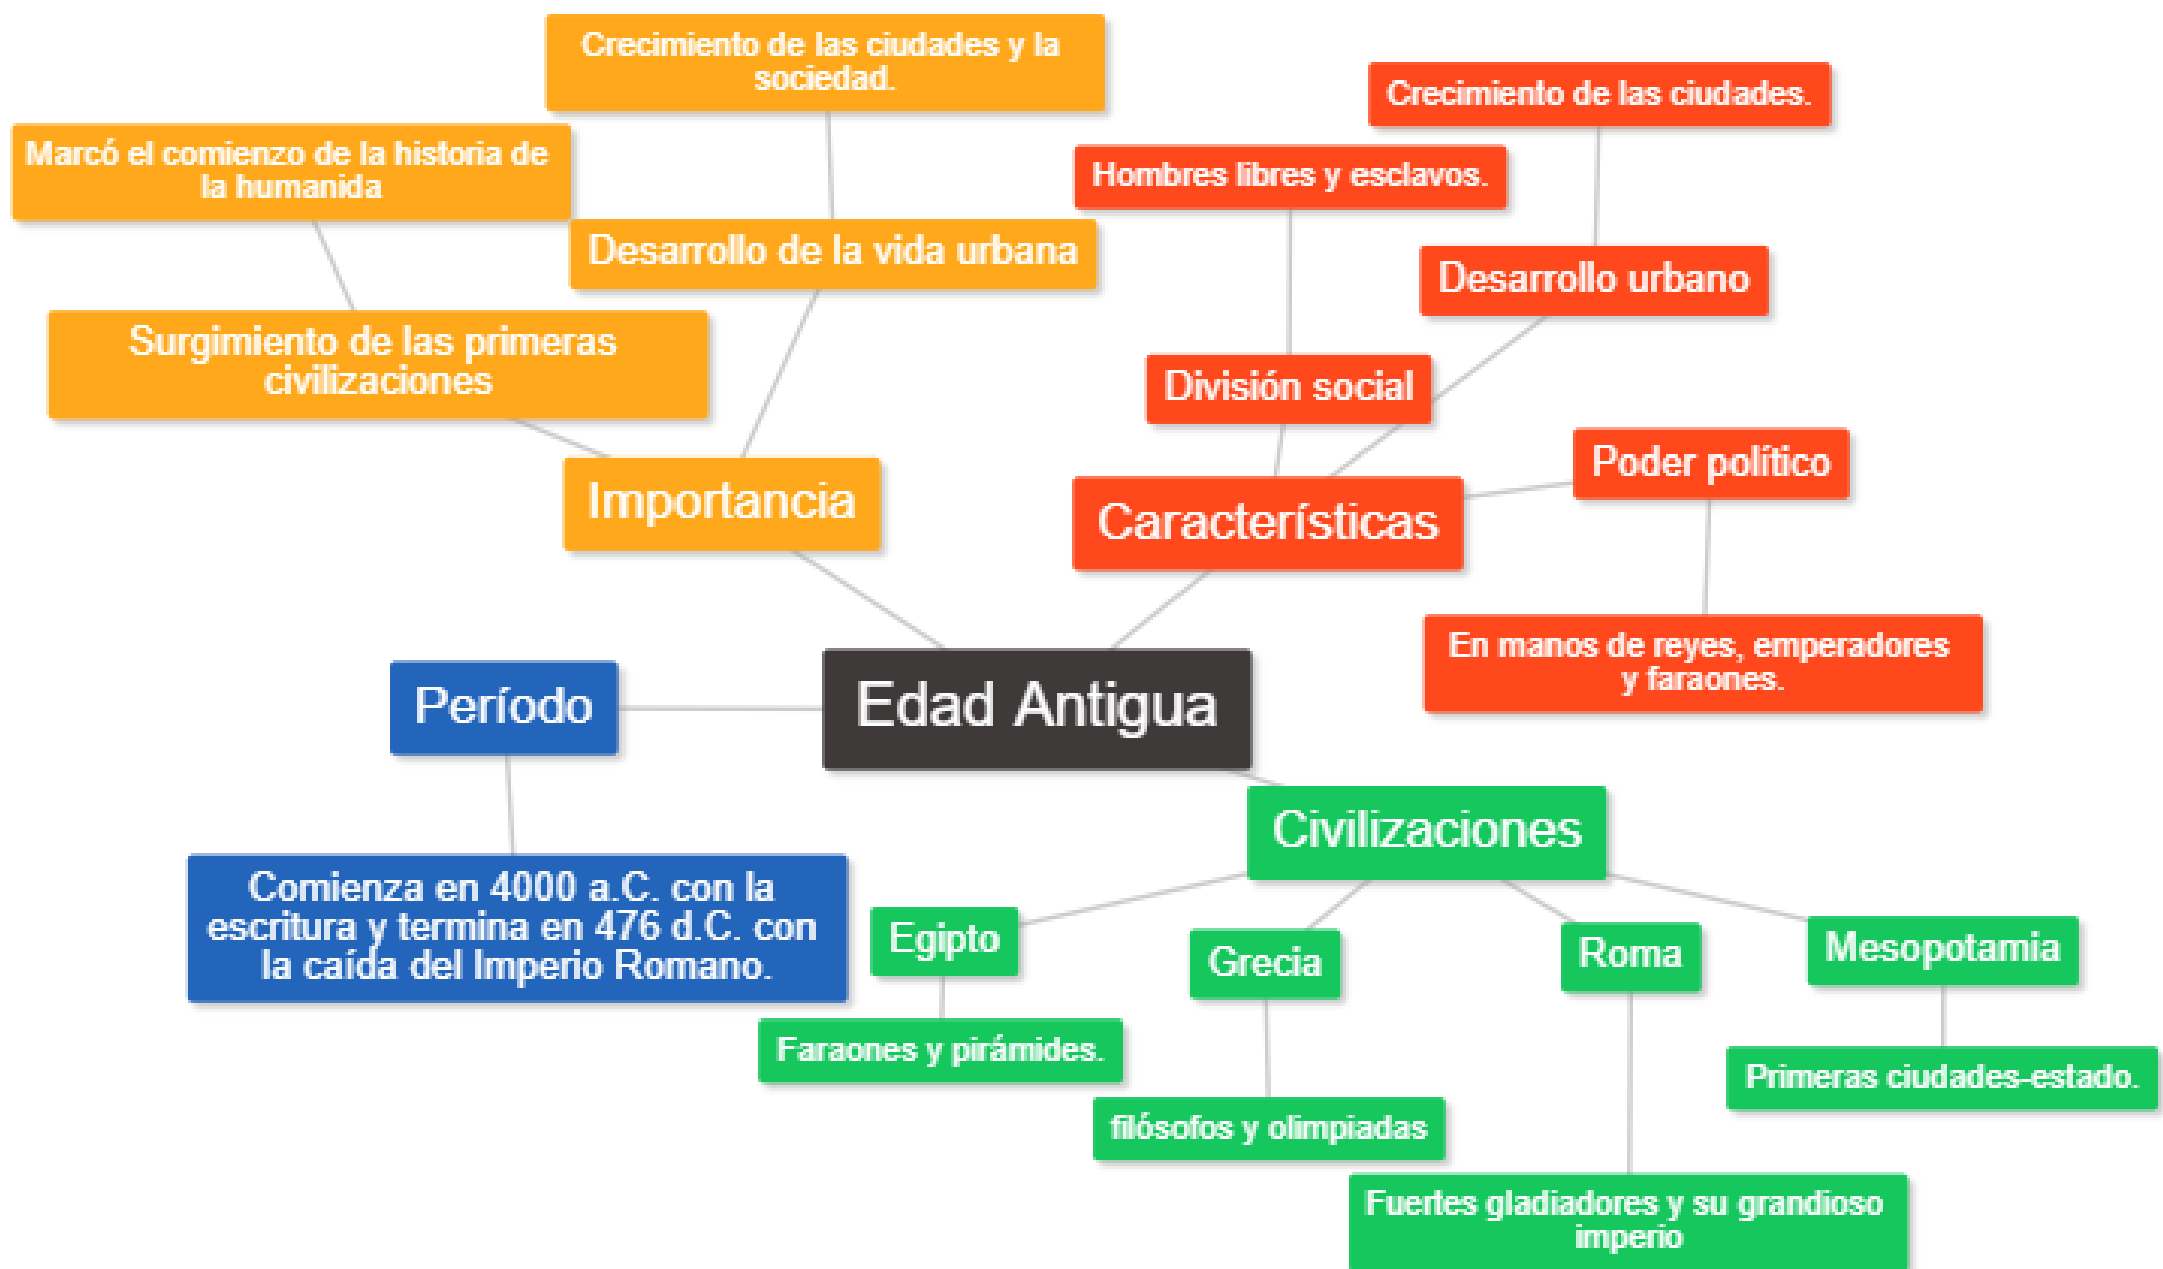 Crecimiento de las ciudades y la
sociedad.
Marcó el comienzo de la historia de
la humanida
Desarrollo de la vida urbana
Surgimiento de las primeras
civilizaciones
Importancia
Crecimiento de las ciudades.
Hombres libres y esclavos.
Desarrollo urbano
División social
Poder político
Características
En manos de reyes, emperadores
y faraones.
Edad Antigua
Período
Comienza en 4000 a.C. con la
escritura y termina en 476 d.C. con
la caída del Imperio Romano.
Civilizaciones
Egipto
Grecia
Roma
Mesopotamia
Faraones y pirámides.
filósofos y olimpiadas
Fuertes gladiadores y su grandioso
imperio
Primeras ciudades-estado.